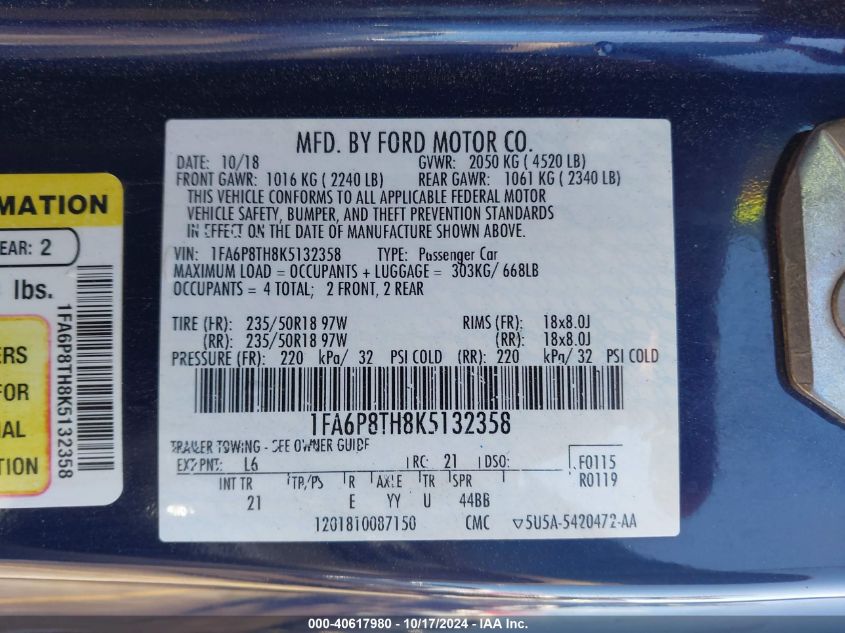 MFD. BY FORD MOTOR CO.
DATE: 10/18 GVWR: 2050 KG ( 4520 LB)
FRONT GAWR: 1016 KG ( 2240 LB) REAR GAWR: 1061 KG ( 2340 LB)
THIS VEHICLE CONFORMS TO ALL APPLICABLE FEDERAL MOTOR
VEHICLE SAFETY, BUMPER, AND THEFT PREVENTION STANDARDS
IN EFFECT ON THE DATE OF MANUFACTURE SHOWN ABOVE.
VIN: 1FA6P8TH8K5132358 TYPE: Passenger Car
MAXIMUM LOAD = OCCUPANTS + LUGGAGE = 303KG/ 668LB
OCCUPANTS = 4 TOTAL; 2 FRONT, 2 REAR
TIRE (FR): 235/50R18 97W RIMS (FR): 18x8.0J
(RR): 235/50R18 97W (RR): 18x8.0J
PRESSURE (FR): 220 kPa/ 32 PSI COLD (RR): 220 kPa/ 32 PSI COLD
1FA6P8TH8K5132358
TRAILER TOWING - SEE OWNER GUIDE
EXT PNT: L6 RC: 21 DSO: F0115
R0119
INT TR TP/PS R AXLE TR SPR
21 E YY U 44BB
1201810087150 CMC ▽5U5A-5420472-AA
MATION
EAR: 2
lbs.
ERS
FOR
IAL
TION
1FA6P8TH8K5132358
000-40617980 - 10/17/2024 - IAA Inc.